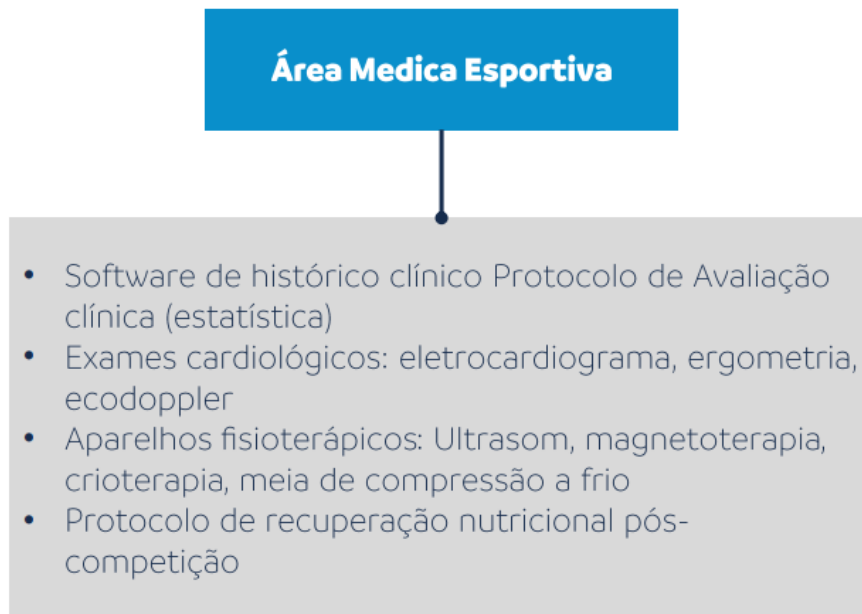 Área Medica Esportiva
• Software de histórico clínico Protocolo de Avaliação
clínica (estatística)
• Exames cardiológicos: eletrocardiograma, ergometria,
ecodoppler
• Aparelhos fisioterápicos: Ultrasom, magnetoterapia,
crioterapia, meia de compressão a frio
• Protocolo de recuperação nutricional pós-
competição